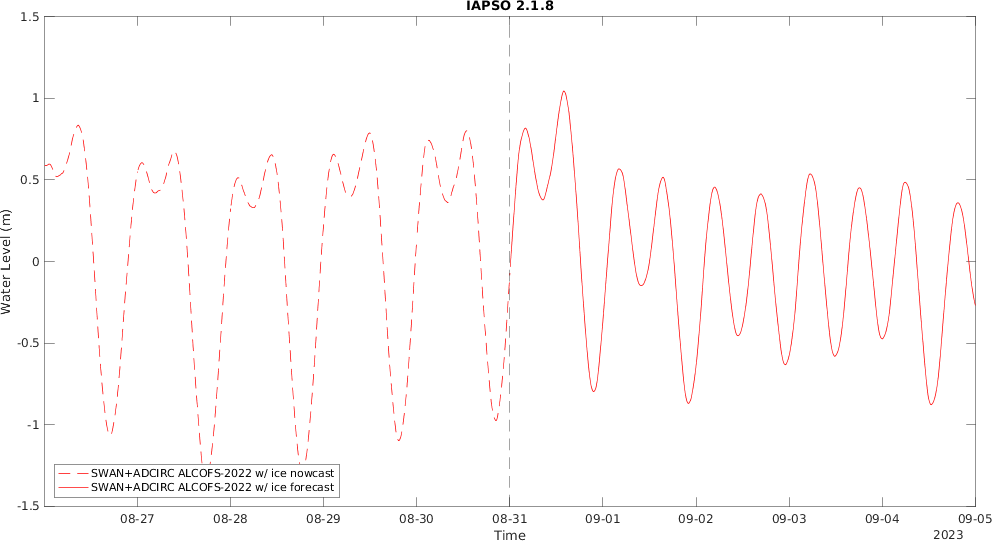 IAPSO 2.1.8
Water Level (m)
1.5
1
0.5
0
-0.5
-1
-1.5
SWAN+ADCIRC ALCOFS-2022 w/ ice nowcast
SWAN+ADCIRC ALCOFS-2022 w/ ice forecast
08-27 08-28 08-29 08-30 08-31 09-01 09-02 09-03 09-04 09-05
Time
2023